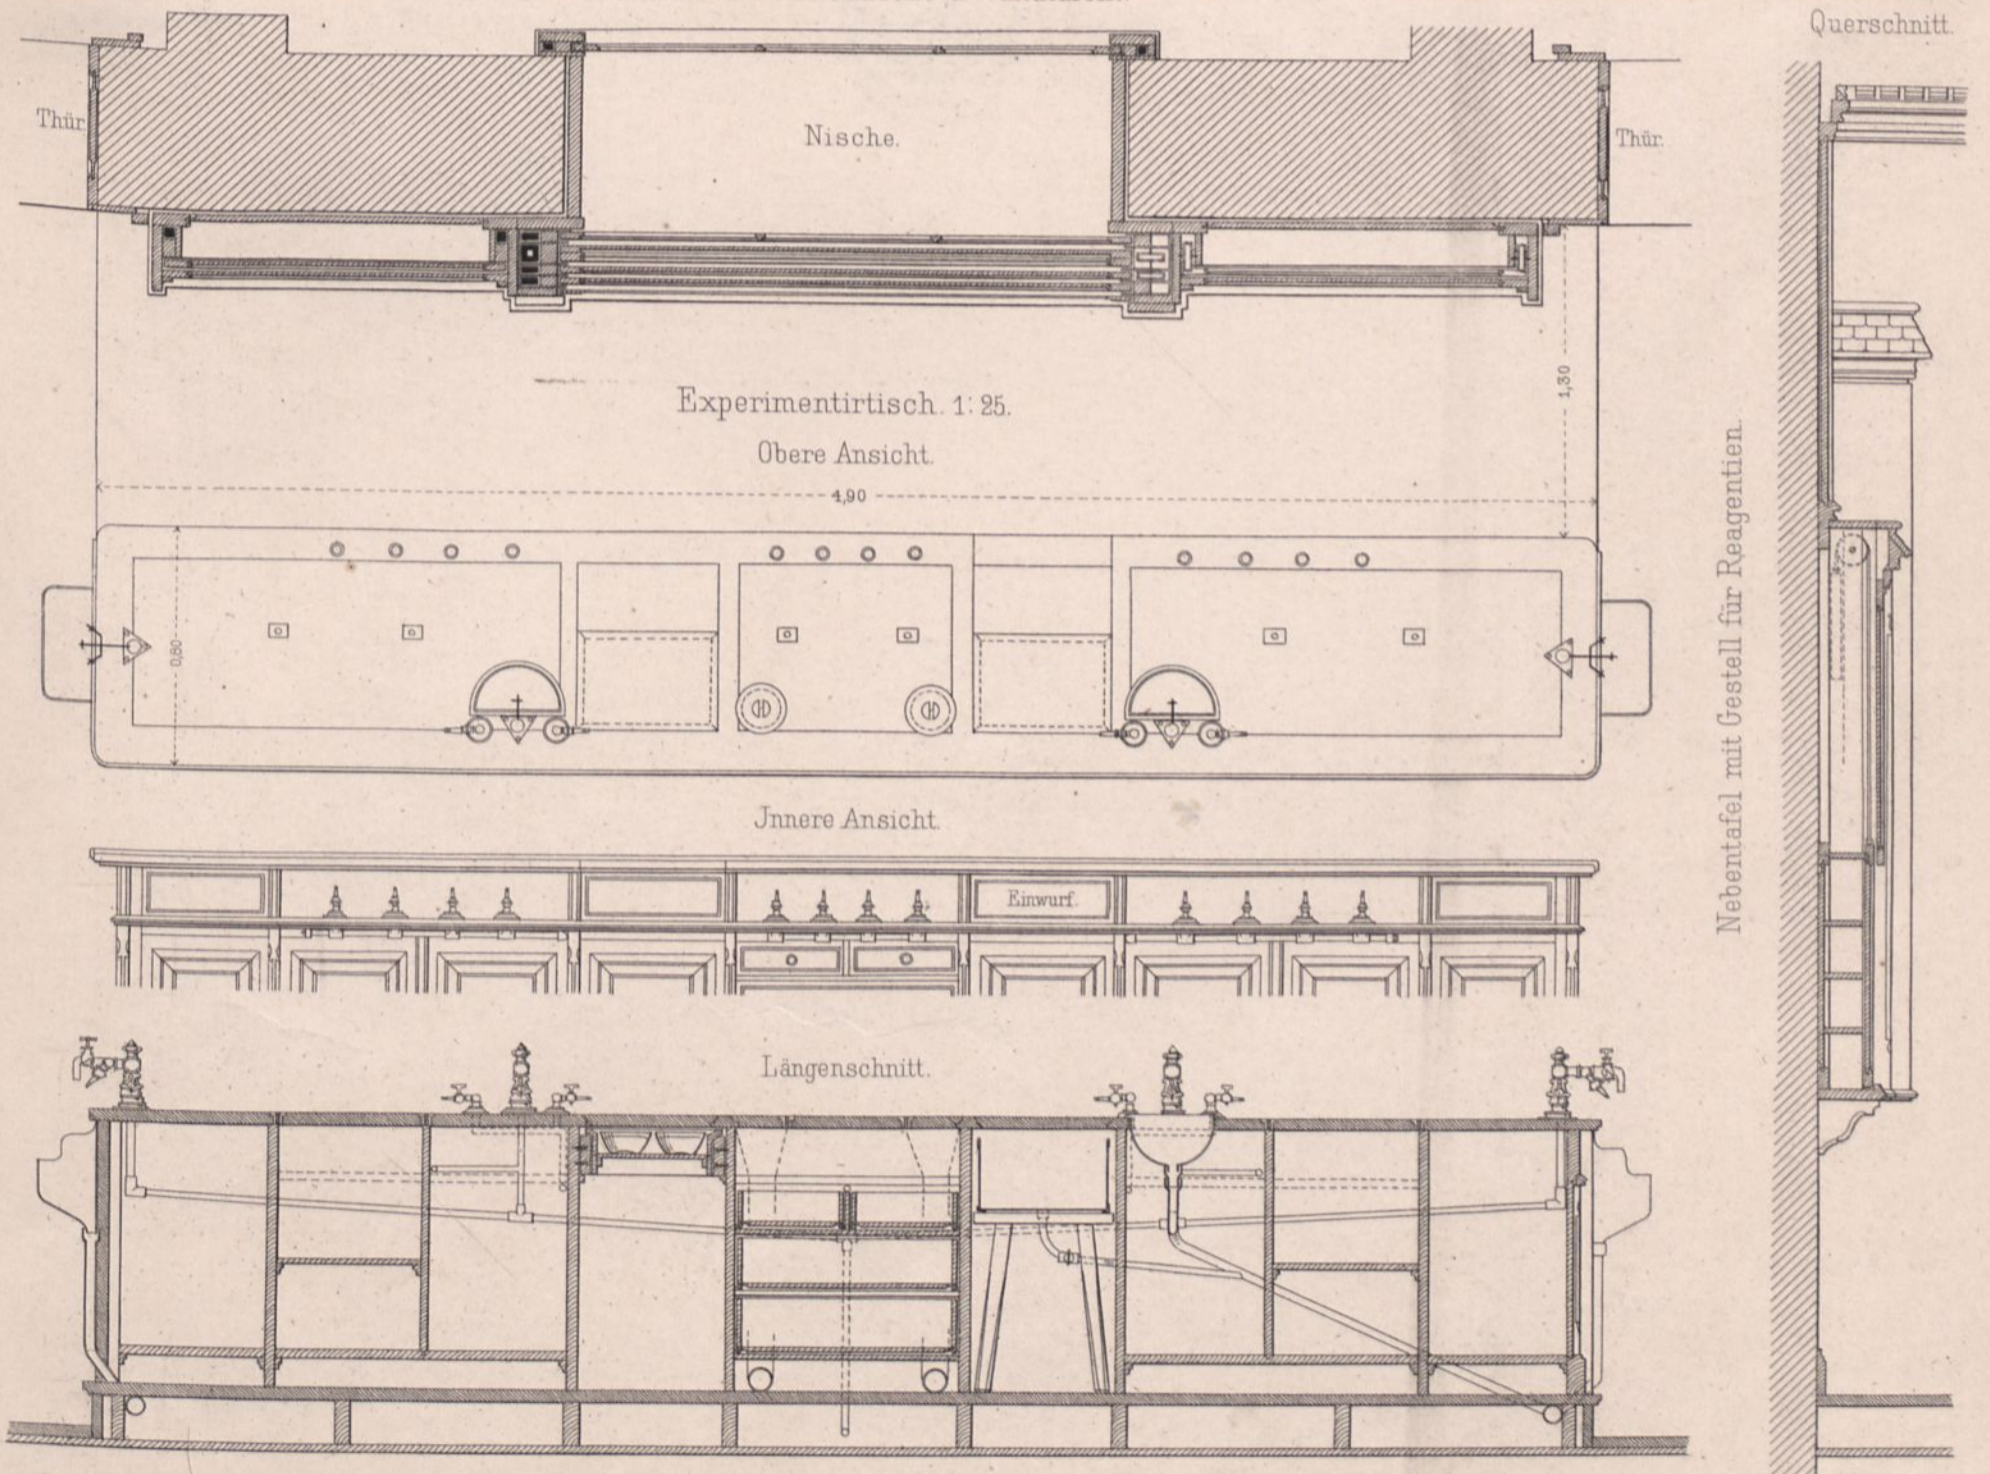 Querschnitt.
Thür.
Nische.
Thür.
Experimentirtisch. 1:25.
1,30
Obere Ansicht.
4,90
0,80
Jnnere Ansicht.
Einwurf.
Längenschnitt.
Nebentafel mit Gestell für Reagentien.